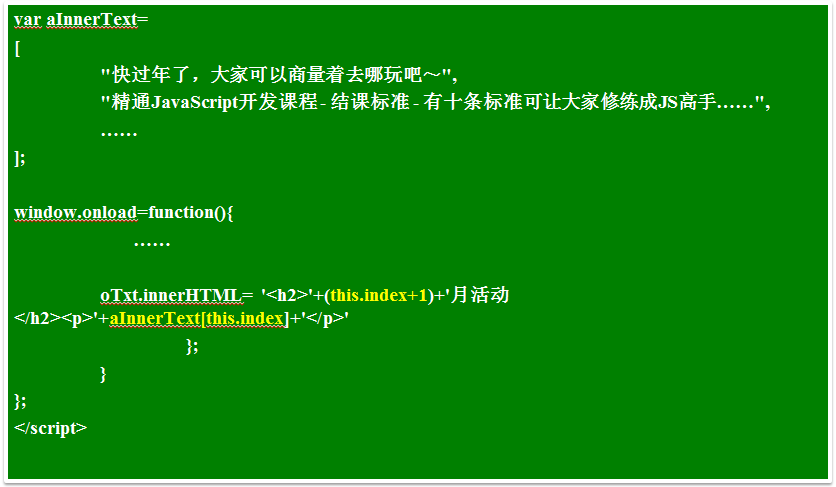 var aInnerText=
[
"快过年了，大家可以商量着去哪玩吧～",
"精通JavaScript开发课程 - 结课标准 - 有十条标准可让大家修练成JS高手……",
……
];
window.onload=function(){
……
oTxt.innerHTML= '<h2>'+(this.index+1)+'月活动
</h2><p>'+aInnerText[this.index]+'</p>'
};
}
};
</script>